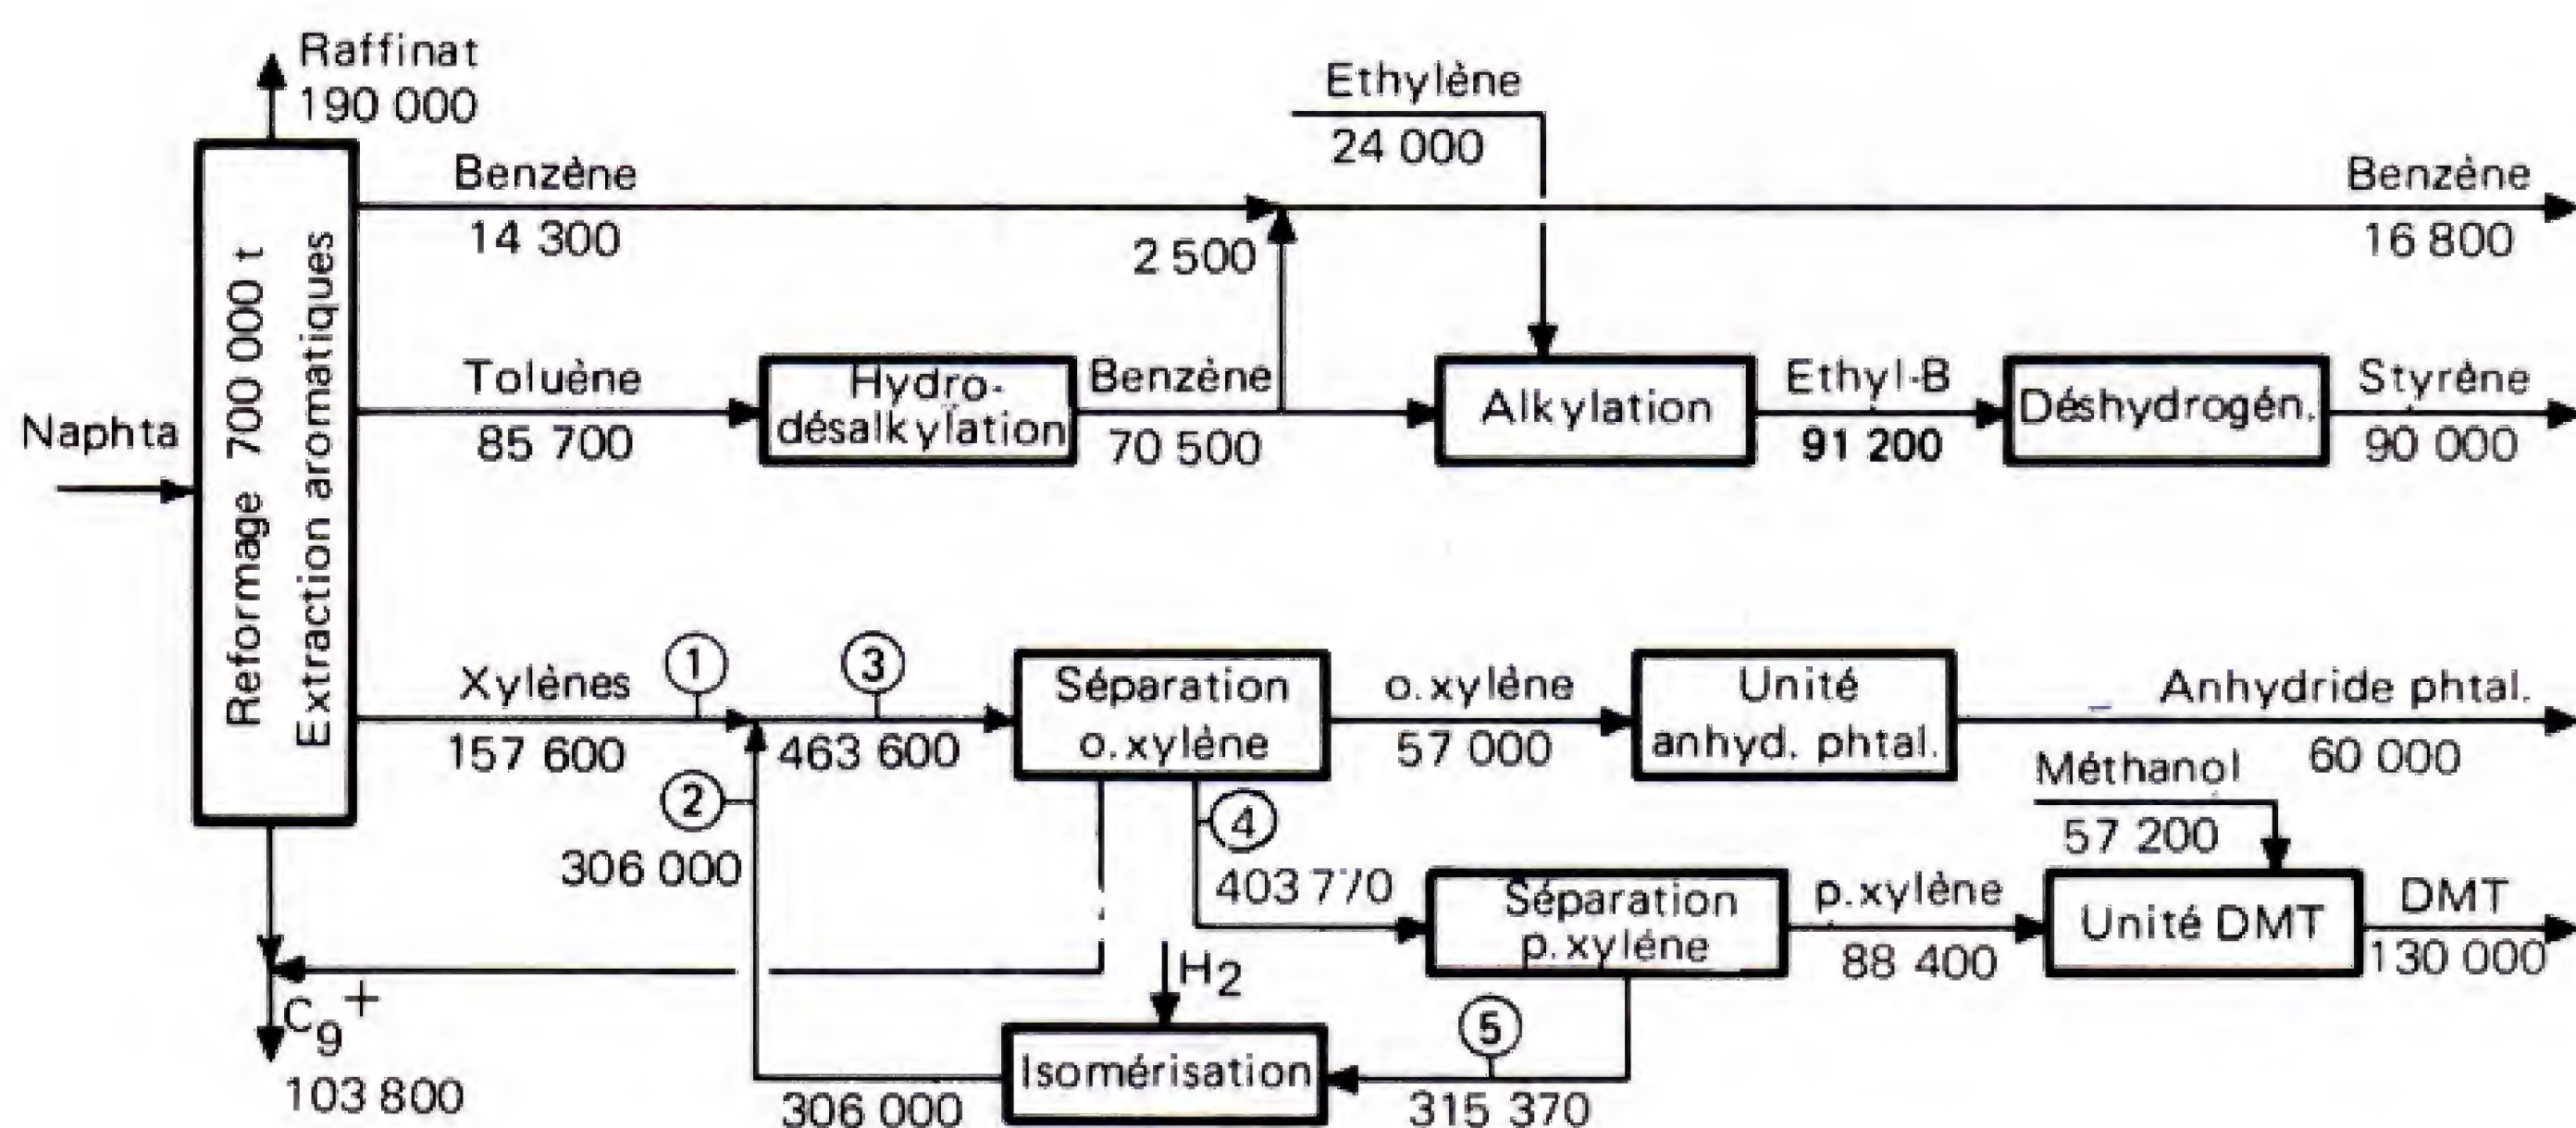 Raffinat
190 000
Ethylène
24 000
Benzène
14 300
2 500
Benzène
16 800
Reformage 700 000 t
Extraction aromatiques
Naphta
Toluène
85 700
Hydro-
désalkylation
Benzène
70 500
Alkylation
Ethyl-B
91 200
Déshydrogén.
Styrène
90 000
Xylènes
157 600
1
3
463 600
2
306 000
Séparation
o.xylène
o.xylène
57 000
Unité
anhyd. phtal.
Anhydride phtal.
60 000
Méthanol
57 200
4
403 770
Séparation
p.xyléne
p.xylène
88 400
Unité DMT
DMT
130 000
H2
C9+
103 800
Isomérisation
306 000
5
315 370